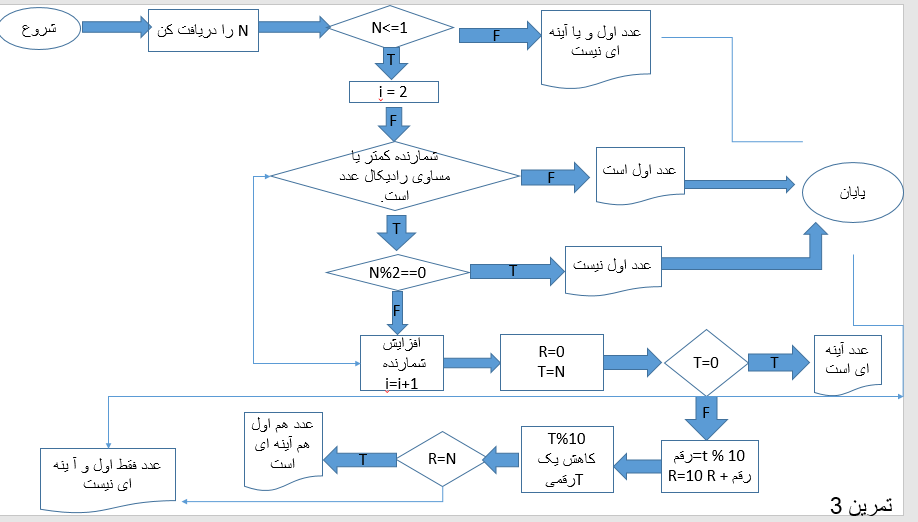 شروع
N را دریافت کن
N<=1
F
عدد اول و یا آینه
ای نیست
T
i = 2
F
شمارنده کمتر یا
مساوی رادیکال عدد
است.
F
عدد اول است
پایان
T
N%2==0
T
عدد اول نیست
F
افزایش
شمارنده
i=i+1
R=0
T=N
T=0
T
عدد آینه
ای است
F
رقم=t % 10
R=10 R + رقم
T%10
کاهش یک
رقمیT
R=N
T
عدد هم اول
هم آینه ای
است
عدد فقط اول و آ ینه
ای نیست
تمرین 3